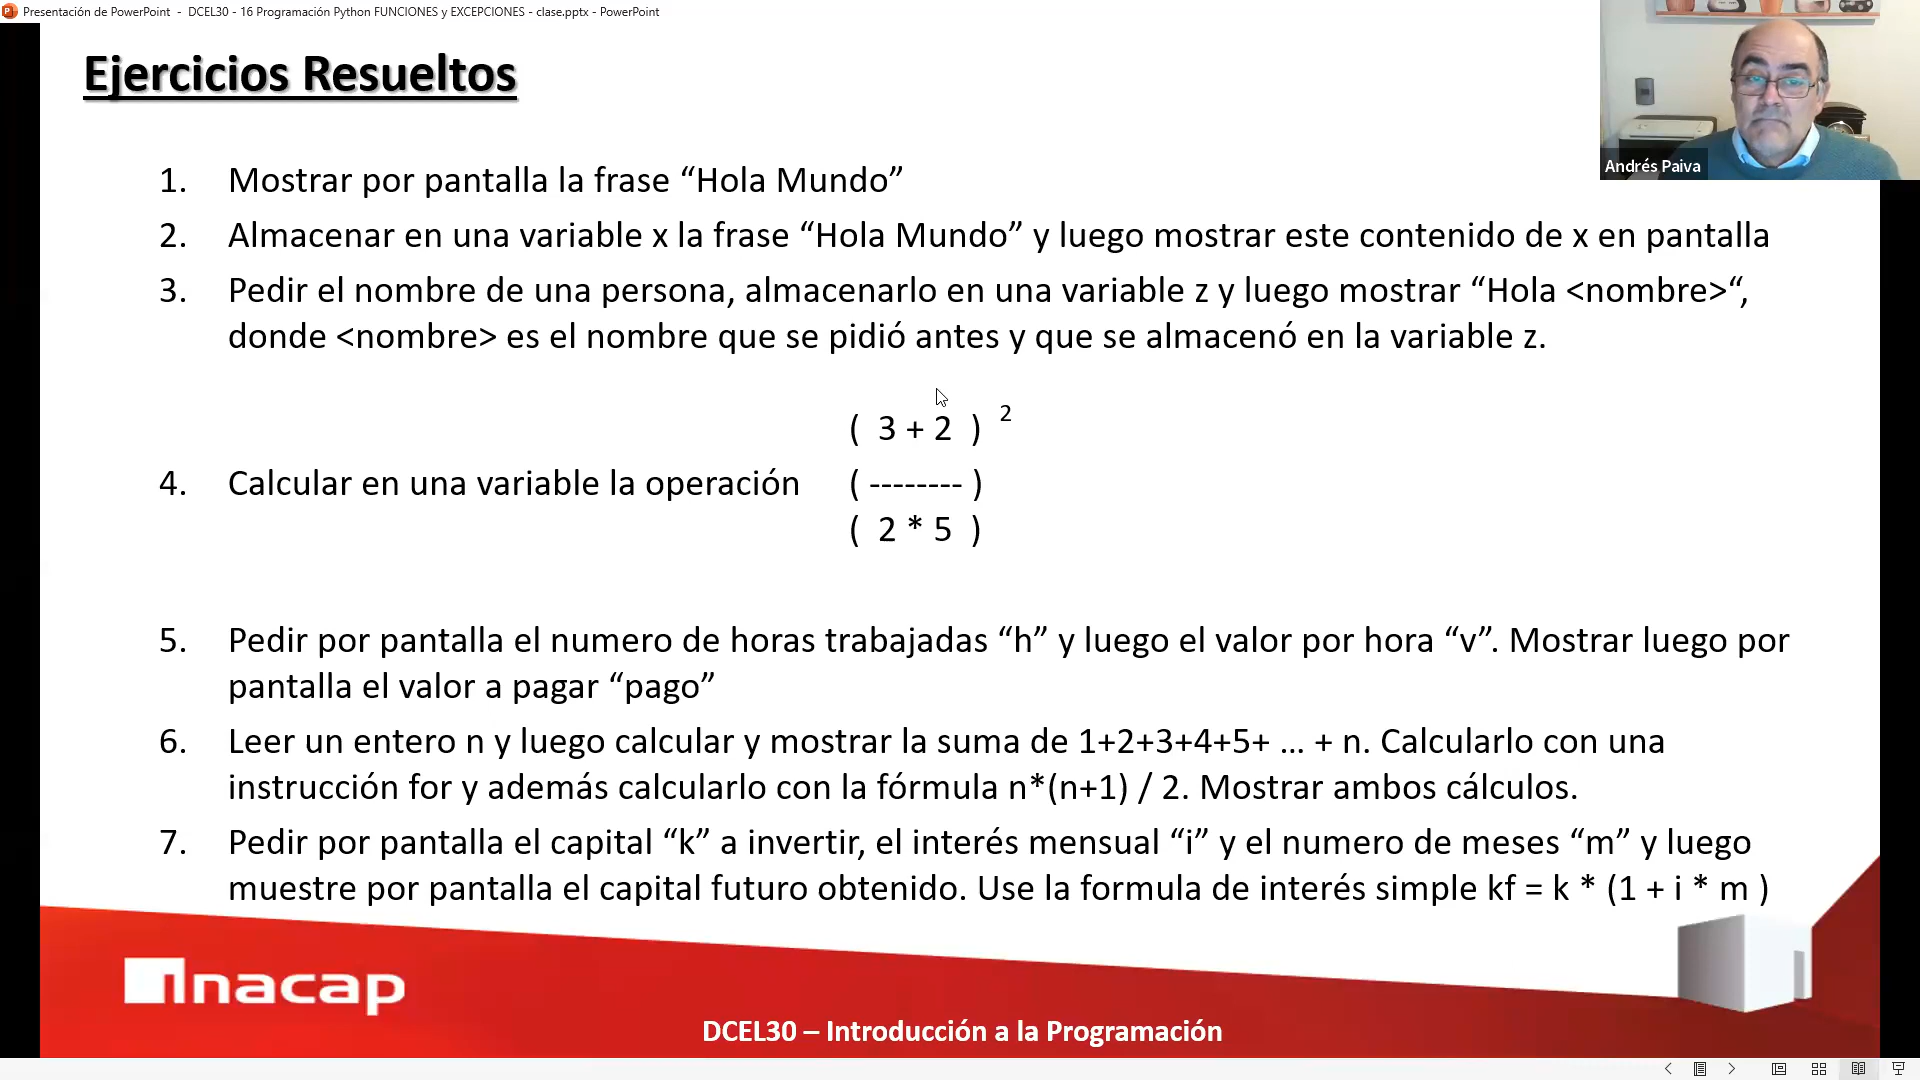 Presentación de PowerPoint - DCEL30 - 16 Programación Python FUNCIONES y EXCEPCIONES - clase.pptx - PowerPoint
Ejercicios Resueltos
Andrés Paiva
1. Mostrar por pantalla la frase “Hola Mundo”
2. Almacenar en una variable x la frase “Hola Mundo” y luego mostrar este contenido de x en pantalla
3. Pedir el nombre de una persona, almacenarlo en una variable z y luego mostrar “Hola <nombre>“,
donde <nombre> es el nombre que se pidió antes y que se almacenó en la variable z.
( 3 + 2 ) 2
4. Calcular en una variable la operación ( -------- )
( 2 * 5 )
5. Pedir por pantalla el numero de horas trabajadas “h” y luego el valor por hora “v”. Mostrar luego por
pantalla el valor a pagar “pago”
6. Leer un entero n y luego calcular y mostrar la suma de 1+2+3+4+5+ ... + n. Calcularlo con una
instrucción for y además calcularlo con la fórmula n*(n+1) / 2. Mostrar ambos cálculos.
7. Pedir por pantalla el capital “k” a invertir, el interés mensual “i” y el numero de meses “m” y luego
muestre por pantalla el capital futuro obtenido. Use la formula de interés simple kf = k * (1 + i * m )
Inacap
DCEL30 – Introducción a la Programación